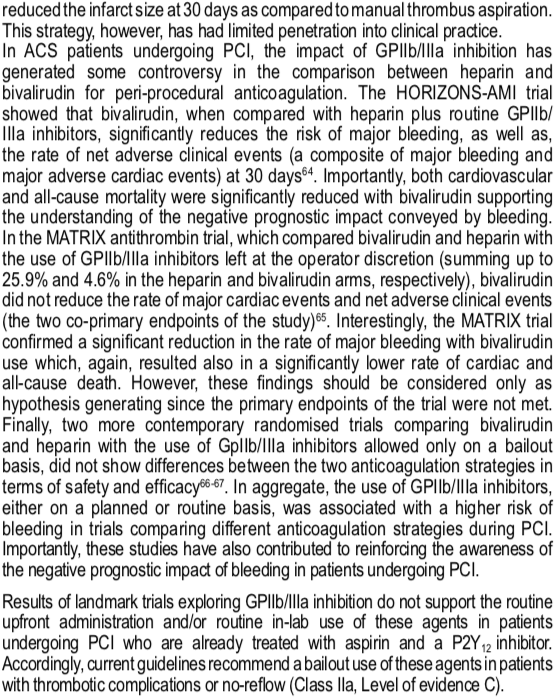 reduced the infarct size at 30 days as compared to manual thrombus aspiration.
This strategy, however, has had limited penetration into clinical practice.
In ACS patients undergoing PCI, the impact of GPIIb/IIIa inhibition has
generated some controversy in the comparison between heparin and
bivalirudin for peri-procedural anticoagulation. The HORIZONS-AMI trial
showed that bivalirudin, when compared with heparin plus routine GPIIb/
IIIa inhibitors, significantly reduces the risk of major bleeding, as well as,
the rate of net adverse clinical events (a composite of major bleeding and
major adverse cardiac events) at 30 days⁶⁴. Importantly, both cardiovascular
and all-cause mortality were significantly reduced with bivalirudin supporting
the understanding of the negative prognostic impact conveyed by bleeding.
In the MATRIX antithrombin trial, which compared bivalirudin and heparin with
the use of GPIIb/IIIa inhibitors left at the operator discretion (summing up to
25.9% and 4.6% in the heparin and bivalirudin arms, respectively), bivalirudin
did not reduce the rate of major cardiac events and net adverse clinical events
(the two co-primary endpoints of the study)⁶⁵. Interestingly, the MATRIX trial
confirmed a significant reduction in the rate of major bleeding with bivalirudin
use which, again, resulted also in a significantly lower rate of cardiac and
all-cause death. However, these findings should be considered only as
hypothesis generating since the primary endpoints of the trial were not met.
Finally, two more contemporary randomised trials comparing bivalirudin
and heparin with the use of GpIIb/IIIa inhibitors allowed only on a bailout
basis, did not show differences between the two anticoagulation strategies in
terms of safety and efficacy⁶⁶⁻⁶⁷. In aggregate, the use of GPIIb/IIIa inhibitors,
either on a planned or routine basis, was associated with a higher risk of
bleeding in trials comparing different anticoagulation strategies during PCI.
Importantly, these studies have also contributed to reinforcing the awareness of
the negative prognostic impact of bleeding in patients undergoing PCI.
Results of landmark trials exploring GPIIb/IIIa inhibition do not support the routine
upfront administration and/or routine in-lab use of these agents in patients
undergoing PCI who are already treated with aspirin and a P2Y₁₂ inhibitor.
Accordingly, current guidelines recommend a bailout use of these agents in patients
with thrombotic complications or no-reflow (Class IIa, Level of evidence C).